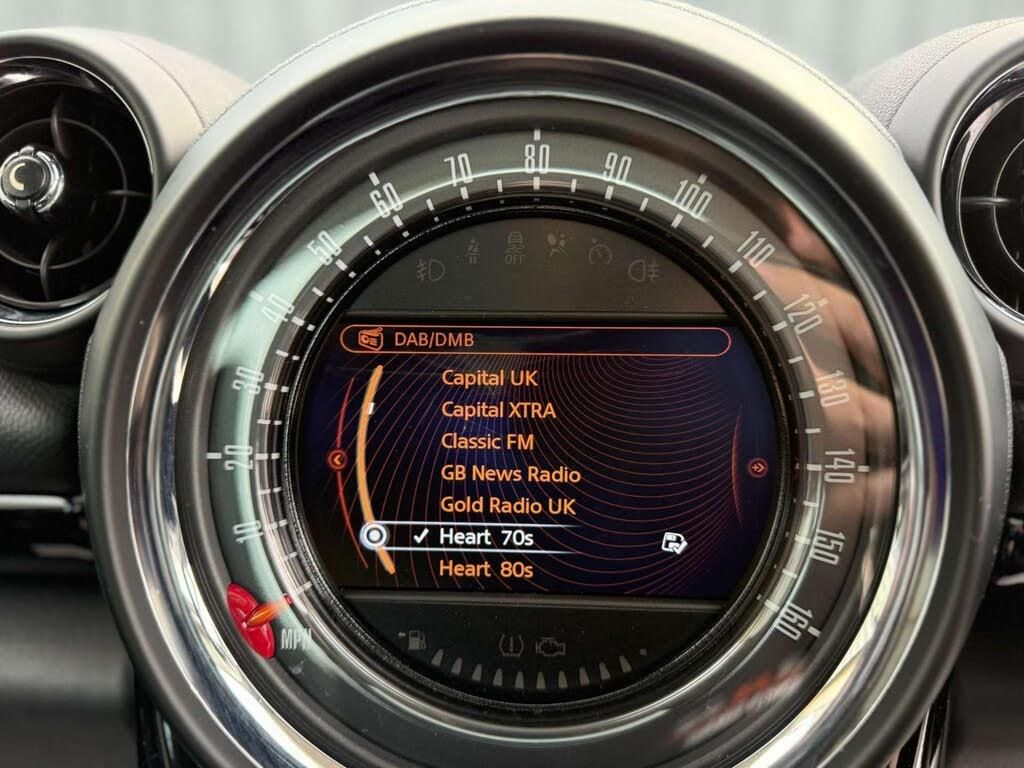 10
20
30
40
50
60
70
80
90
100
110
120
130
140
150
160
MPH
OFF
DAB/DMB
Capital UK
Capital XTRA
Classic FM
GB News Radio
Gold Radio UK
✓ Heart 70s
Heart 80s